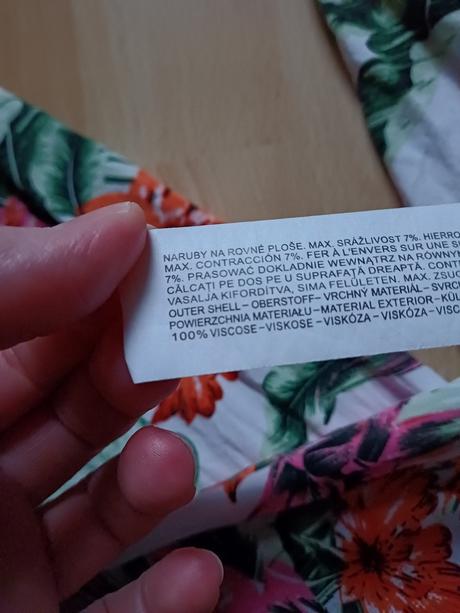 NARUBY NA ROVNÉ PLOŠE. MAX. SRÁŽLIVOST 7%. HIERRO
MAX. CONTRACCIÓN 7%. FER À L'ENVERS SUR UNE
7%. PRASOWAĆ DOKLADNIE WEWNĄTRZ NA RÓWNYM
CĂLCAȚI PE DOS PE U SUPRAFAȚĂ DREAPTĂ. CONT
VASALJA KIFORDÍTVA, SIMA FELÜLETEN. MAX. ZSUG
OUTER SHELL – OBERSTOFF – VRCHNÝ MATERIÁL – SVRCH
POWIERZCHNIA MATERIAŁU – MATERIAL EXTERIOR – KÜL
100% VISCOSE – VISKOSE – VISKÓZA – VISKÓZA – VISC